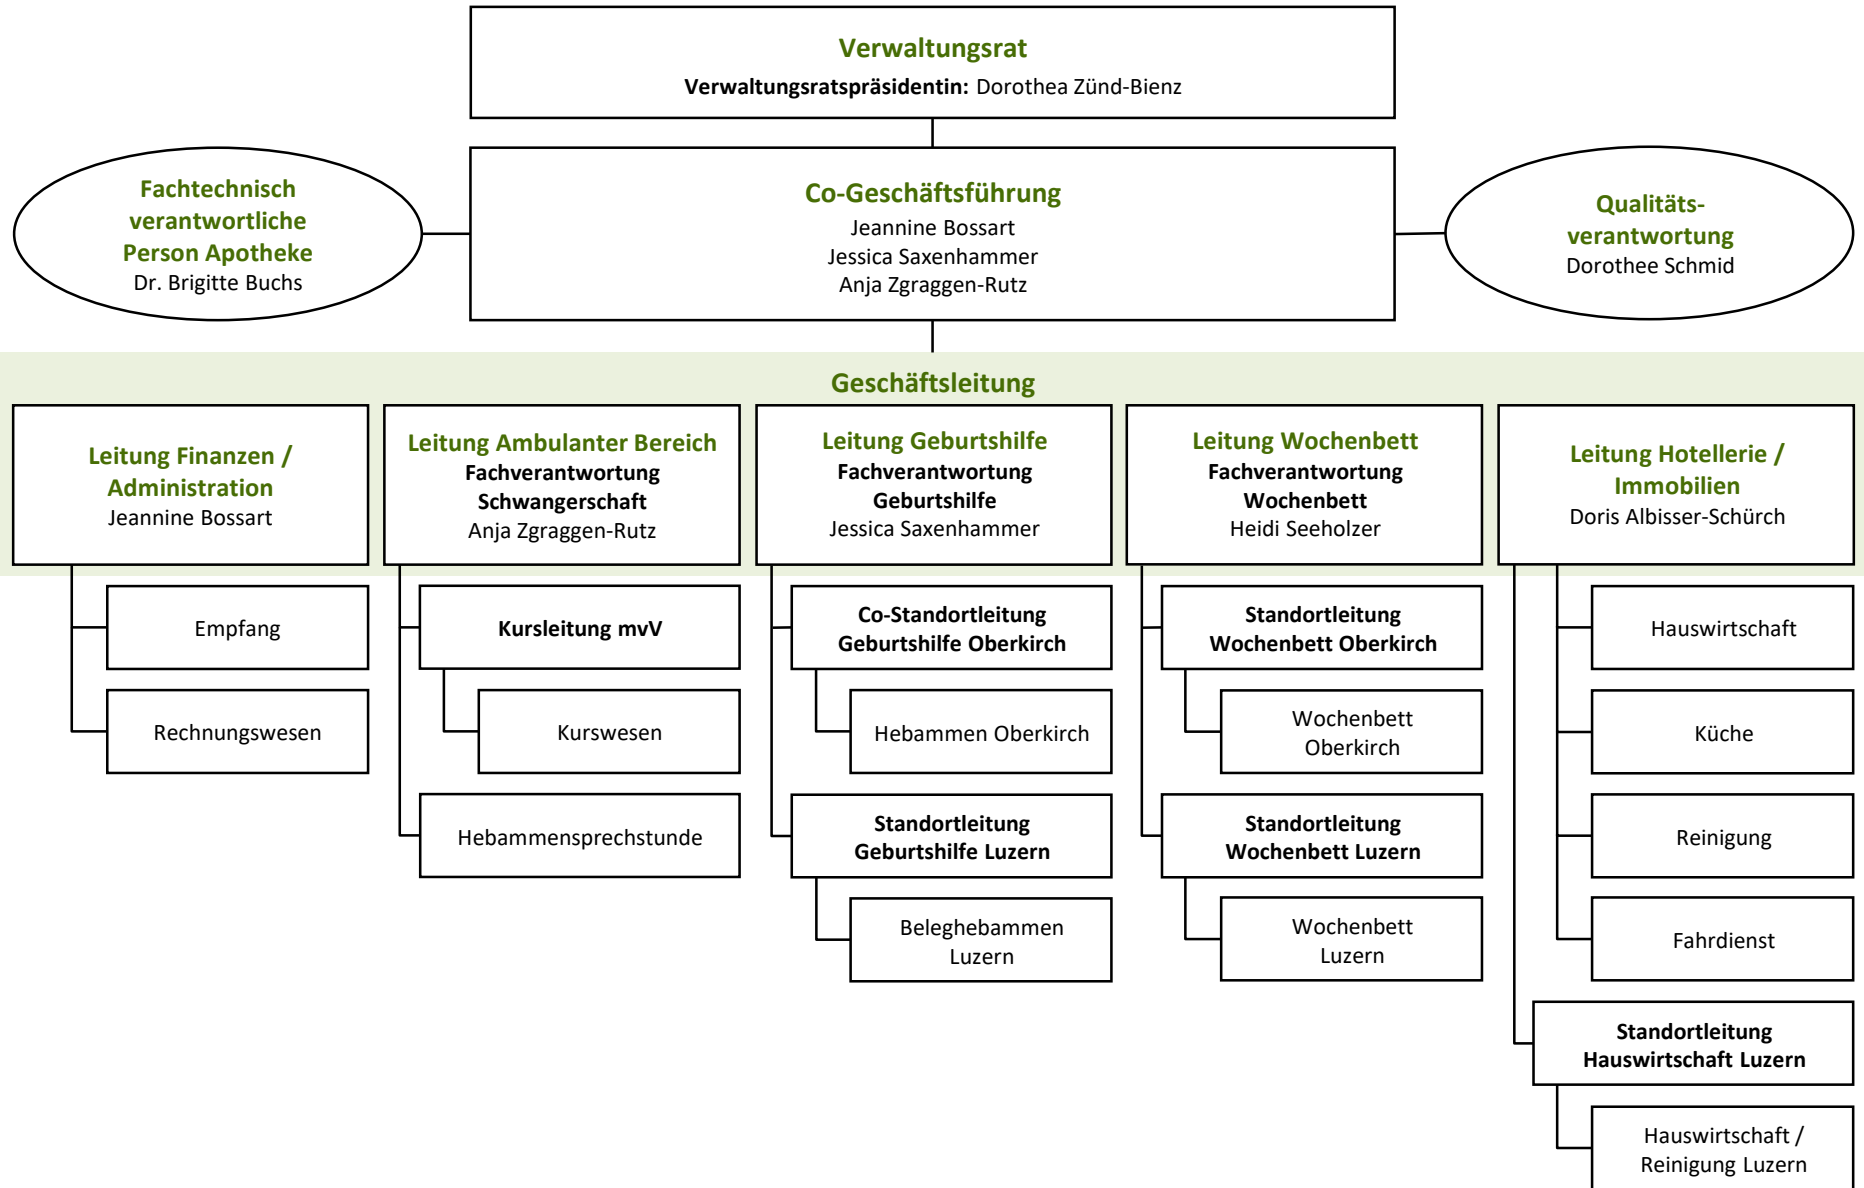 Verwaltungsrat
Verwaltungsratspräsidentin: Dorothea Zünd-Bienz
Fachtechnisch
verantwortliche
Person Apotheke
Dr. Brigitte Buchs
Co-Geschäftsführung
Jeannine Bossart
Jessica Saxenhammer
Anja Zgraggen-Rutz
Qualitäts-
verantwortung
Dorothee Schmid
Geschäftsleitung
Leitung Finanzen /
Administration
Jeannine Bossart
Leitung Ambulanter Bereich
Fachverantwortung
Schwangerschaft
Anja Zgraggen-Rutz
Leitung Geburtshilfe
Fachverantwortung
Geburtshilfe
Jessica Saxenhammer
Leitung Wochenbett
Fachverantwortung
Wochenbett
Heidi Seeholzer
Leitung Hotellerie /
Immobilien
Doris Albisser-Schürch
Empfang
Rechnungswesen
Kursleitung mvV
Kurswesen
Hebammensprechstunde
Co-Standortleitung
Geburtshilfe Oberkirch
Hebammen Oberkirch
Standortleitung
Geburtshilfe Luzern
Beleghebammen
Luzern
Standortleitung
Wochenbett Oberkirch
Wochenbett
Oberkirch
Standortleitung
Wochenbett Luzern
Wochenbett
Luzern
Hauswirtschaft
Küche
Reinigung
Fahrdienst
Standortleitung
Hauswirtschaft Luzern
Hauswirtschaft /
Reinigung Luzern